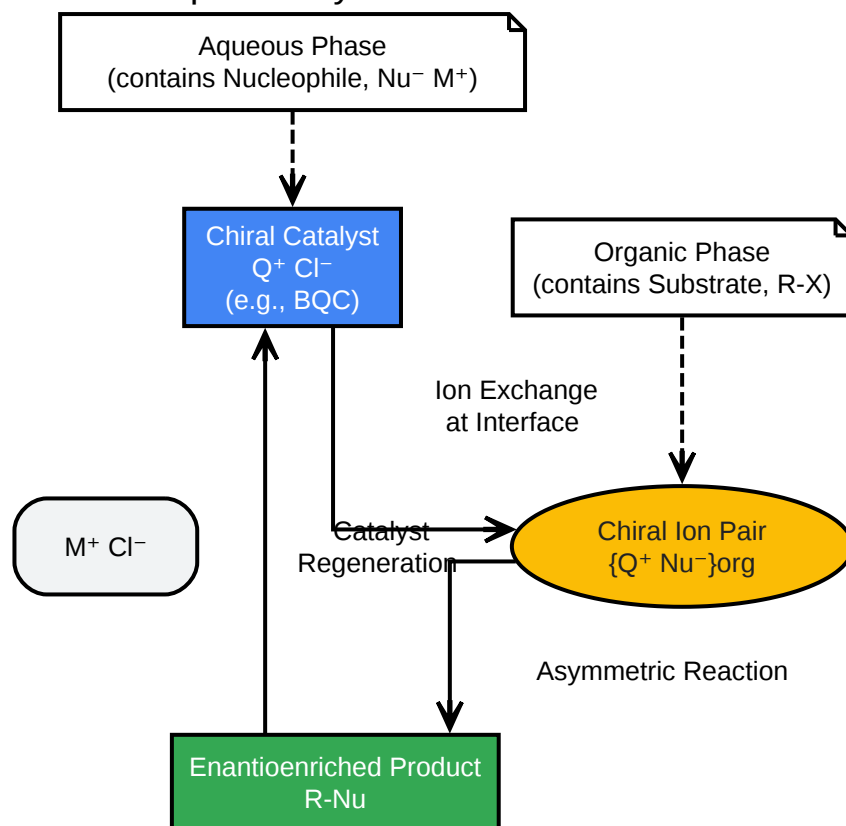 Aqueous Phase
(contains Nucleophile, Nu⁻ M⁺)
Chiral Catalyst
Q⁺ Cl⁻
(e.g., BQC)
Organic Phase
(contains Substrate, R-X)
Ion Exchange
at Interface
M⁺ Cl⁻
Catalyst
Regeneration
Chiral Ion Pair
{Q⁺ Nu⁻}org
Asymmetric Reaction
Enantioenriched Product
R-Nu